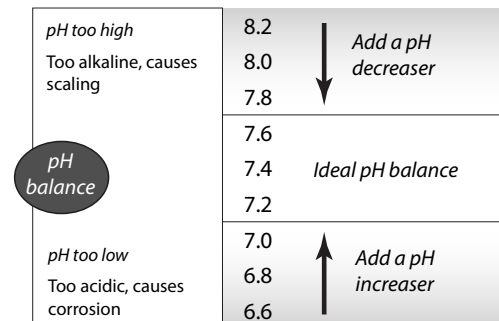 pH too high
Too alkaline, causes
scaling
8.2
8.0
7.8
Add a pH
decreaser
pH
balance
7.6
7.4
7.2
Ideal pH balance
pH too low
Too acidic, causes
corrosion
7.0
6.8
6.6
Add a pH
increaser